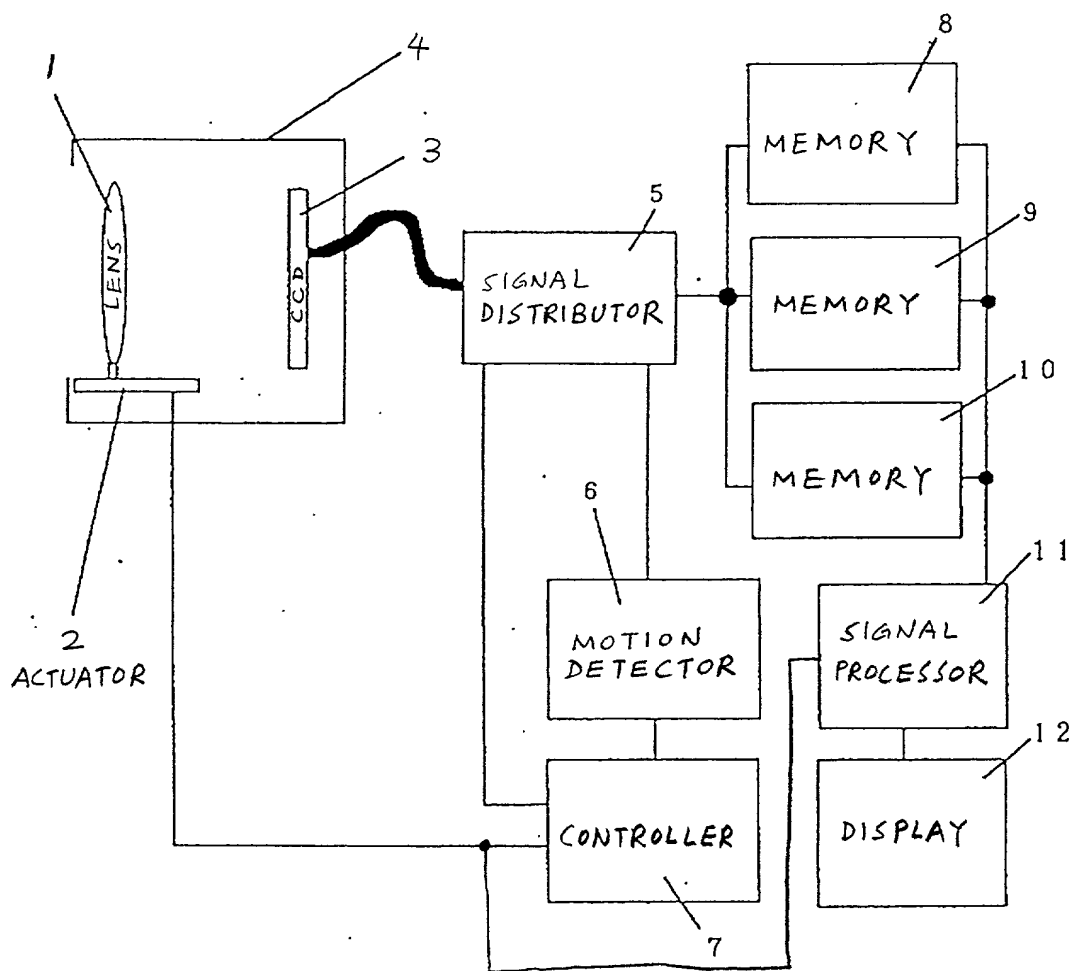 1
4
3
LENS
CCD
2
ACTUATOR
5
SIGNAL
DISTRIBUTOR
8
MEMORY
9
MEMORY
10
MEMORY
6
MOTION
DETECTOR
11
SIGNAL
PROCESSOR
CONTROLLER
7
12
DISPLAY